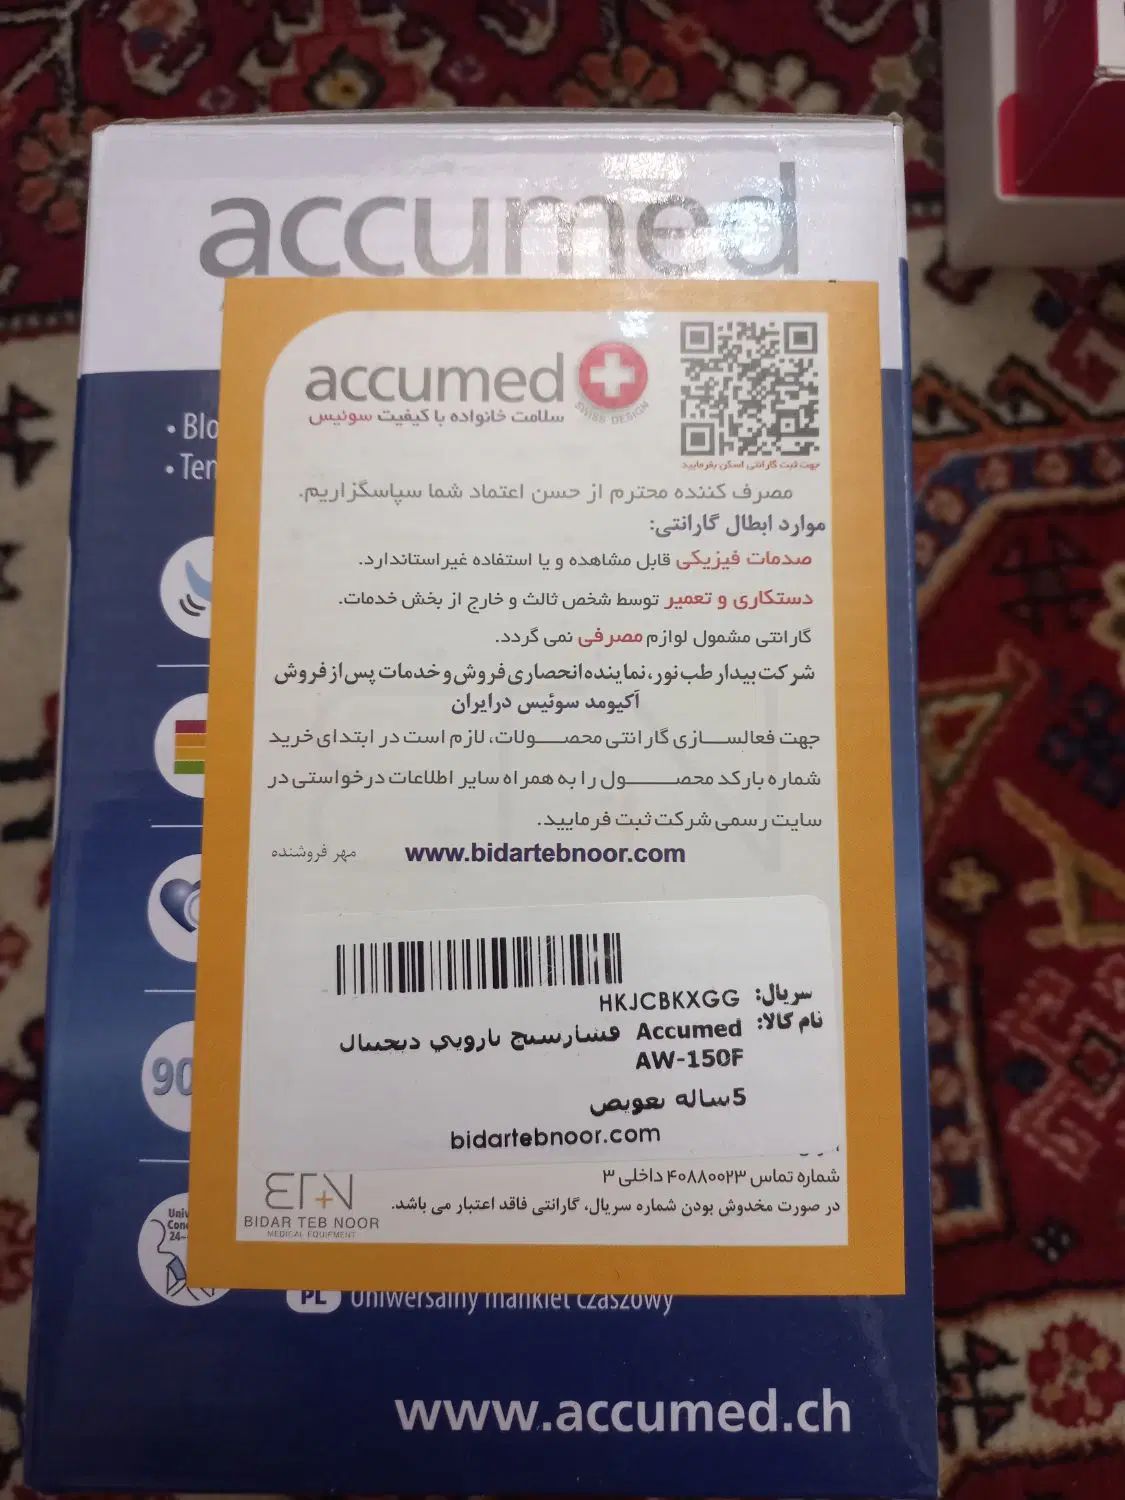 accumed
• Blo
• Ten
accumed
SWISS DESIGN
سلامت خانواده با کیفیت سوئیس
جهت ثبت گارانتی اسکن بفرمایید
مصرف کننده محترم از حسن اعتماد شما سپاسگزاریم.
موارد ابطال گارانتی:
صدمات فیزیکی قابل مشاهده و یا استفاده غیراستاندارد.
دستکاری و تعمیر توسط شخص ثالث و خارج از بخش خدمات.
گارانتی مشمول لوازم مصرفی نمی گردد.
شرکت بیدار طب نور، نماینده انحصاری فروش و خدمات پس از فروش
آکیومد سوئیس در ایران
جهت فعالسازی گارانتی محصولات، لازم است در ابتدای خرید
شماره بارکد محصول را به همراه سایر اطلاعات درخواستی در
سایت رسمی شرکت ثبت فرمایید.
www.bidartebnoor.com
مهر فروشنده
سریال: HKJCBKXGG
نام کالا: Accumed فشارسنج بازویی دیجیتال
AW-150F
5ساله تعویض
bidartebnoor.com
شماره تماس ۴۰۸۸۰۰۲۳ داخلی ۳
در صورت مخدوش بودن شماره سریال، گارانتی فاقد اعتبار می باشد.
BTN
BIDAR TEB NOOR
MEDICAL EQUIPMENT
90
Univ
Con
24–
PL Uniwersalny mankiet czaszowy
www.accumed.ch